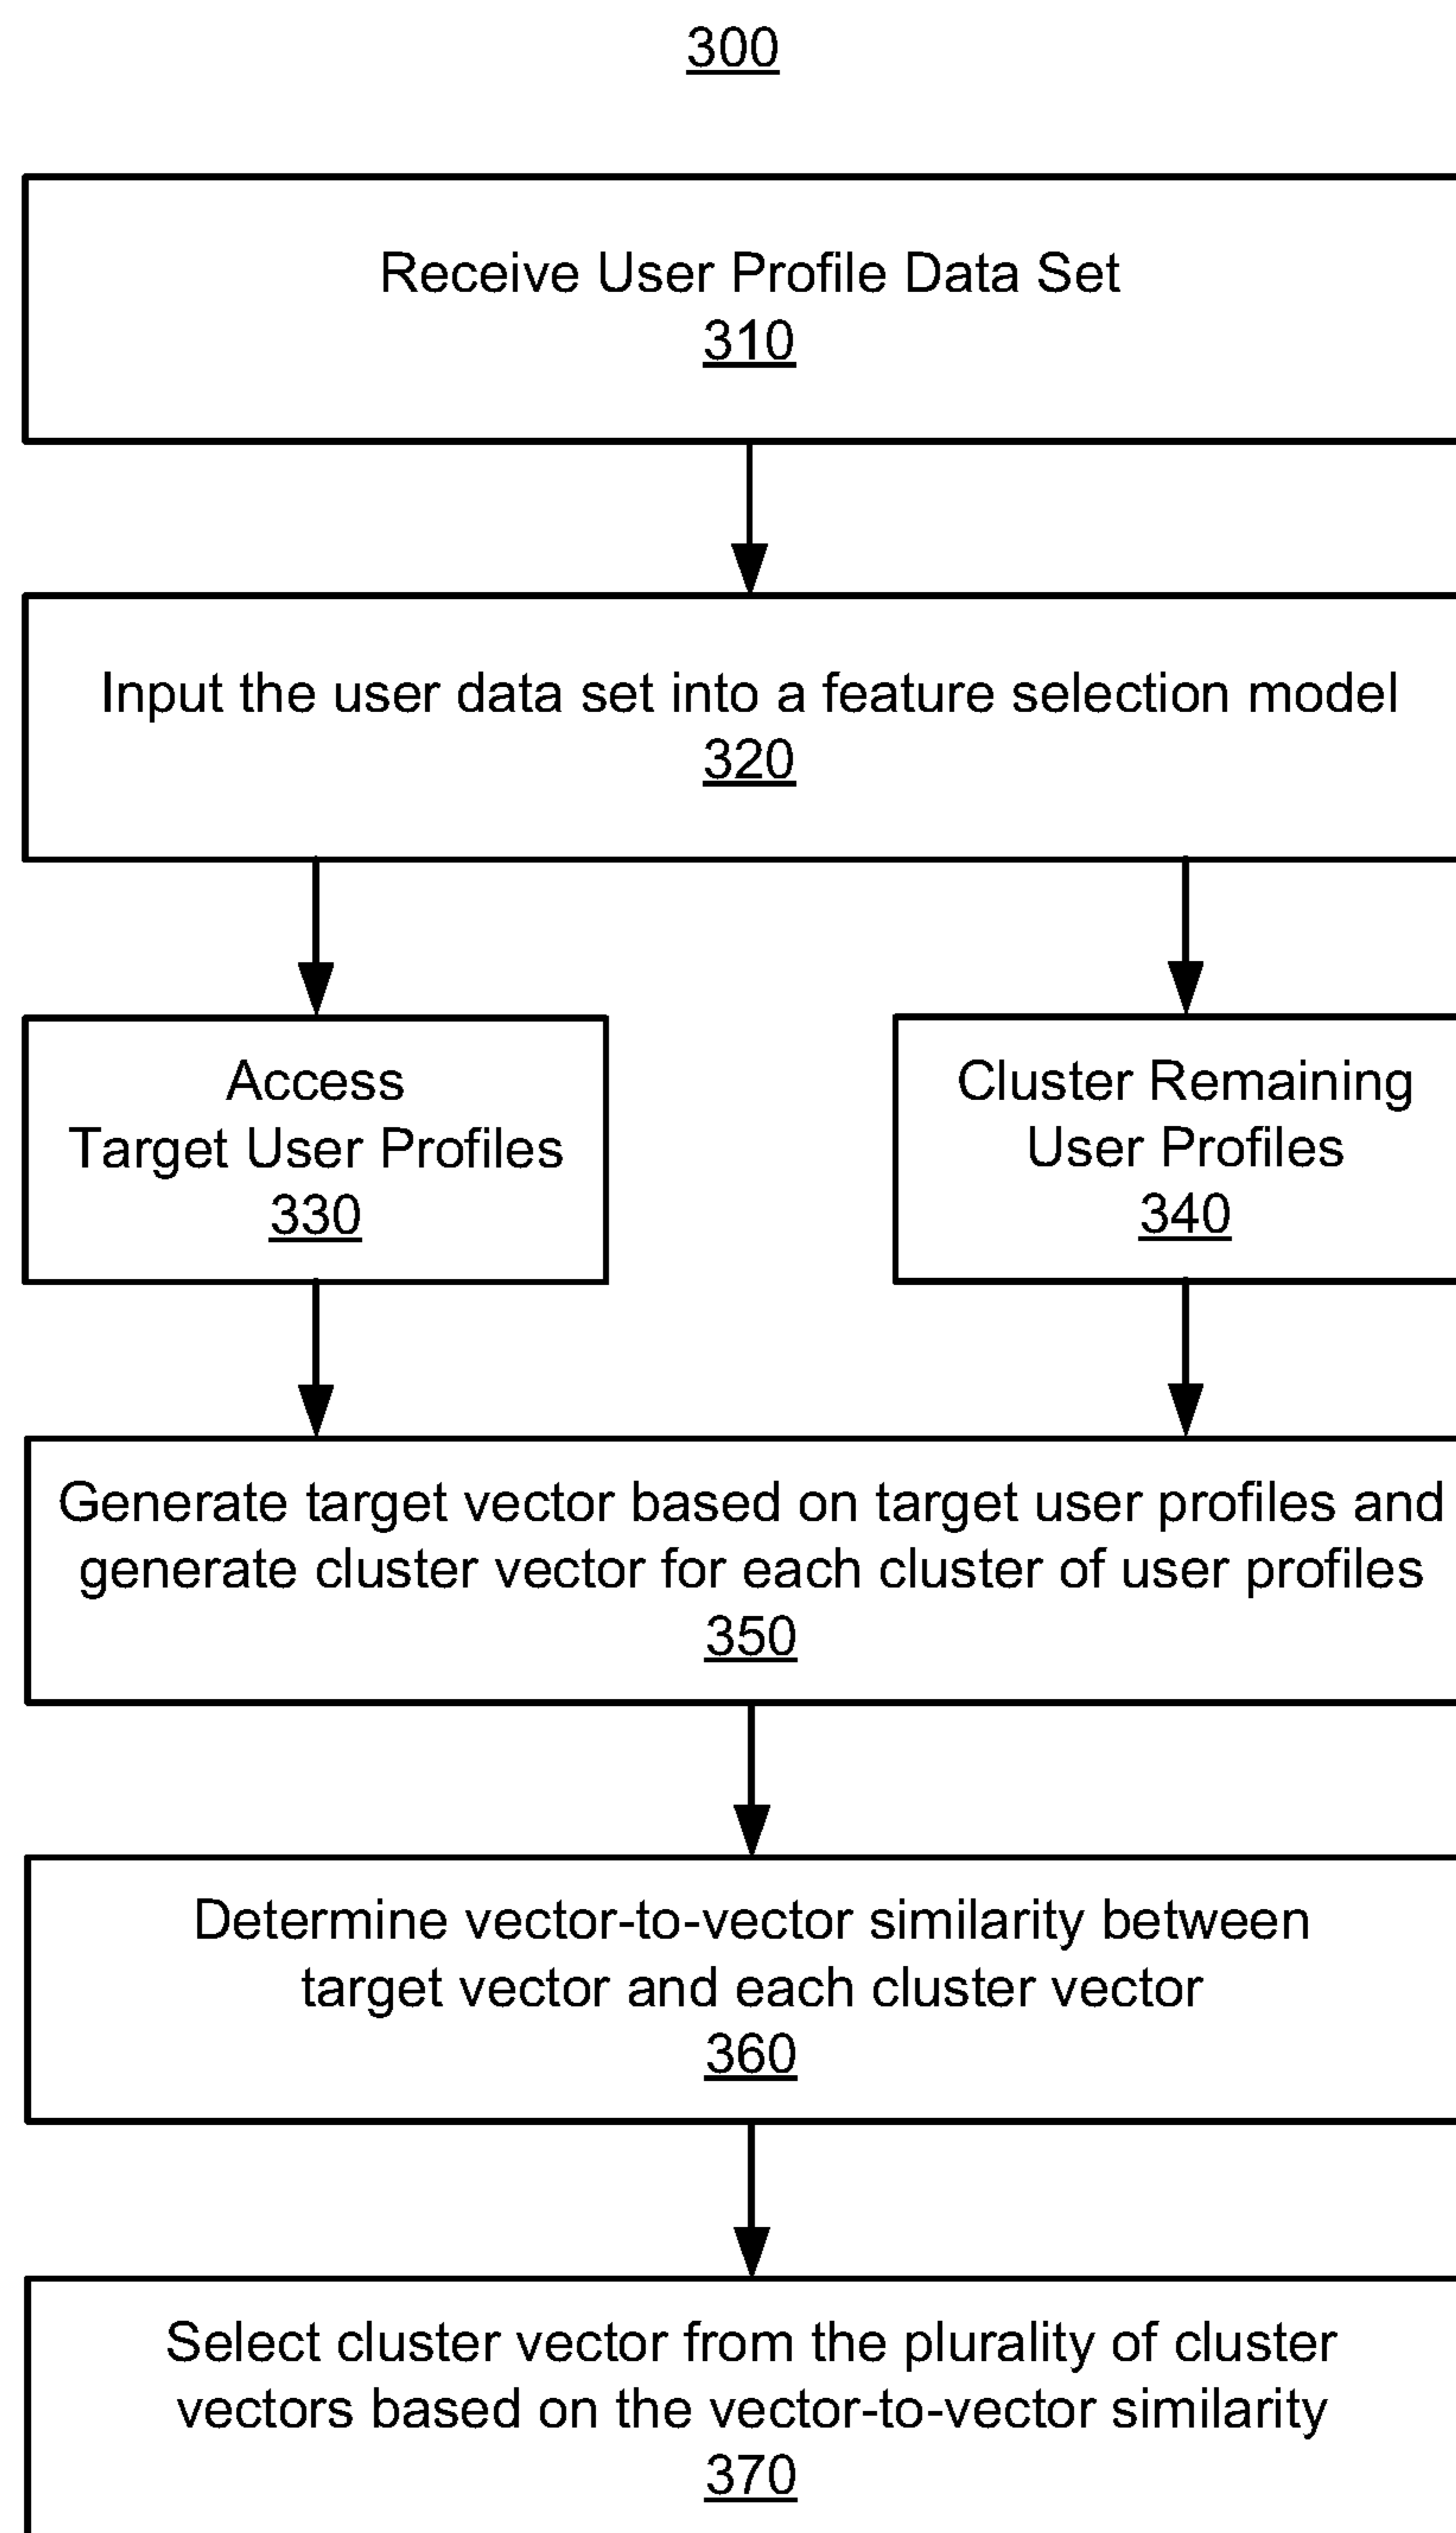 300
Receive User Profile Data Set
310
Input the user data set into a feature selection model
320
Access
Target User Profiles
330
Cluster Remaining
User Profiles
340
Generate target vector based on target user profiles and
generate cluster vector for each cluster of user profiles
350
Determine vector-to-vector similarity between
target vector and each cluster vector
360
Select cluster vector from the plurality of cluster
vectors based on the vector-to-vector similarity
370